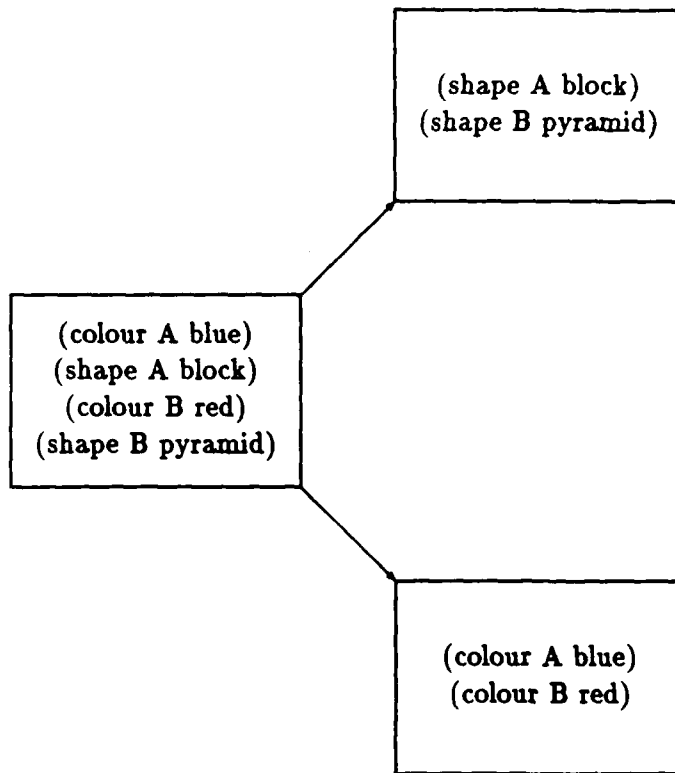 (shape A block)
(shape B pyramid)
(colour A blue)
(shape A block)
(colour B red)
(shape B pyramid)
(colour A blue)
(colour B red)